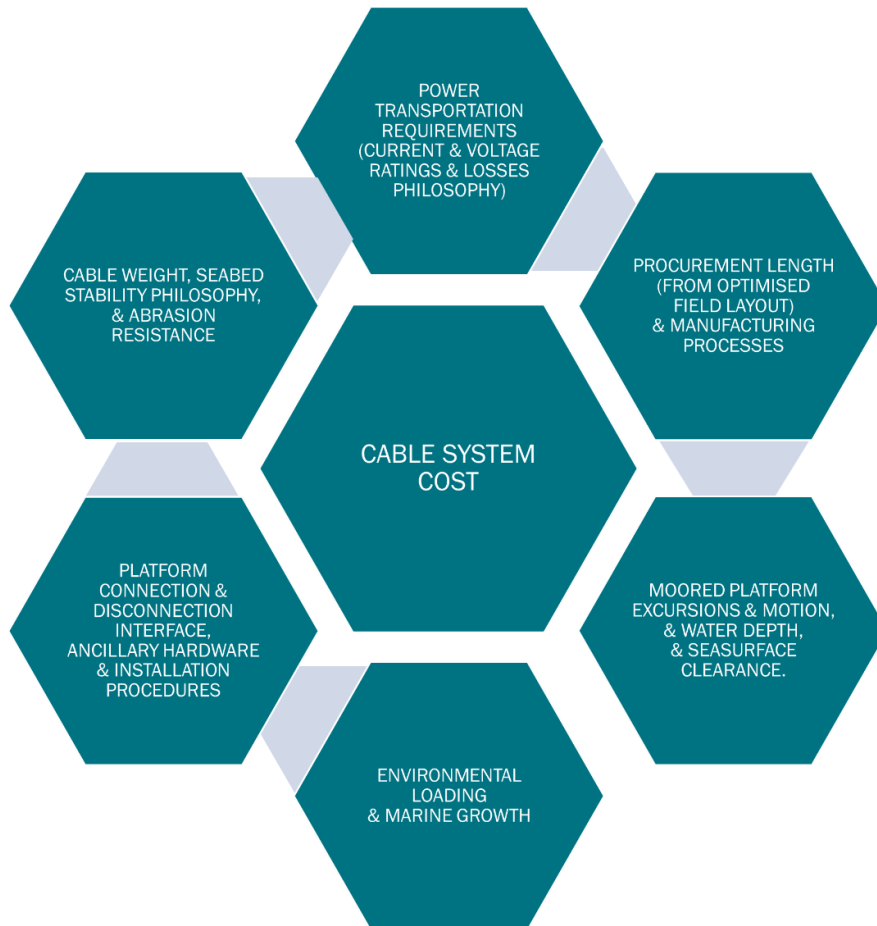 POWER
TRANSPORTATION
REQUIREMENTS
(CURRENT & VOLTAGE
RATINGS & LOSSES
PHILOSOPHY)
CABLE WEIGHT, SEABED
STABILITY PHILOSOPHY,
& ABRASION
RESISTANCE
PROCUREMENT LENGTH
(FROM OPTIMISED
FIELD LAYOUT)
& MANUFACTURING
PROCESSES
CABLE SYSTEM
COST
PLATFORM
CONNECTION &
DISCONNECTION
INTERFACE,
ANCILLARY HARDWARE
& INSTALLATION
PROCEDURES
MOORED PLATFORM
EXCURSIONS & MOTION,
& WATER DEPTH,
& SEASURFACE
CLEARANCE.
ENVIRONMENTAL
LOADING
& MARINE GROWTH